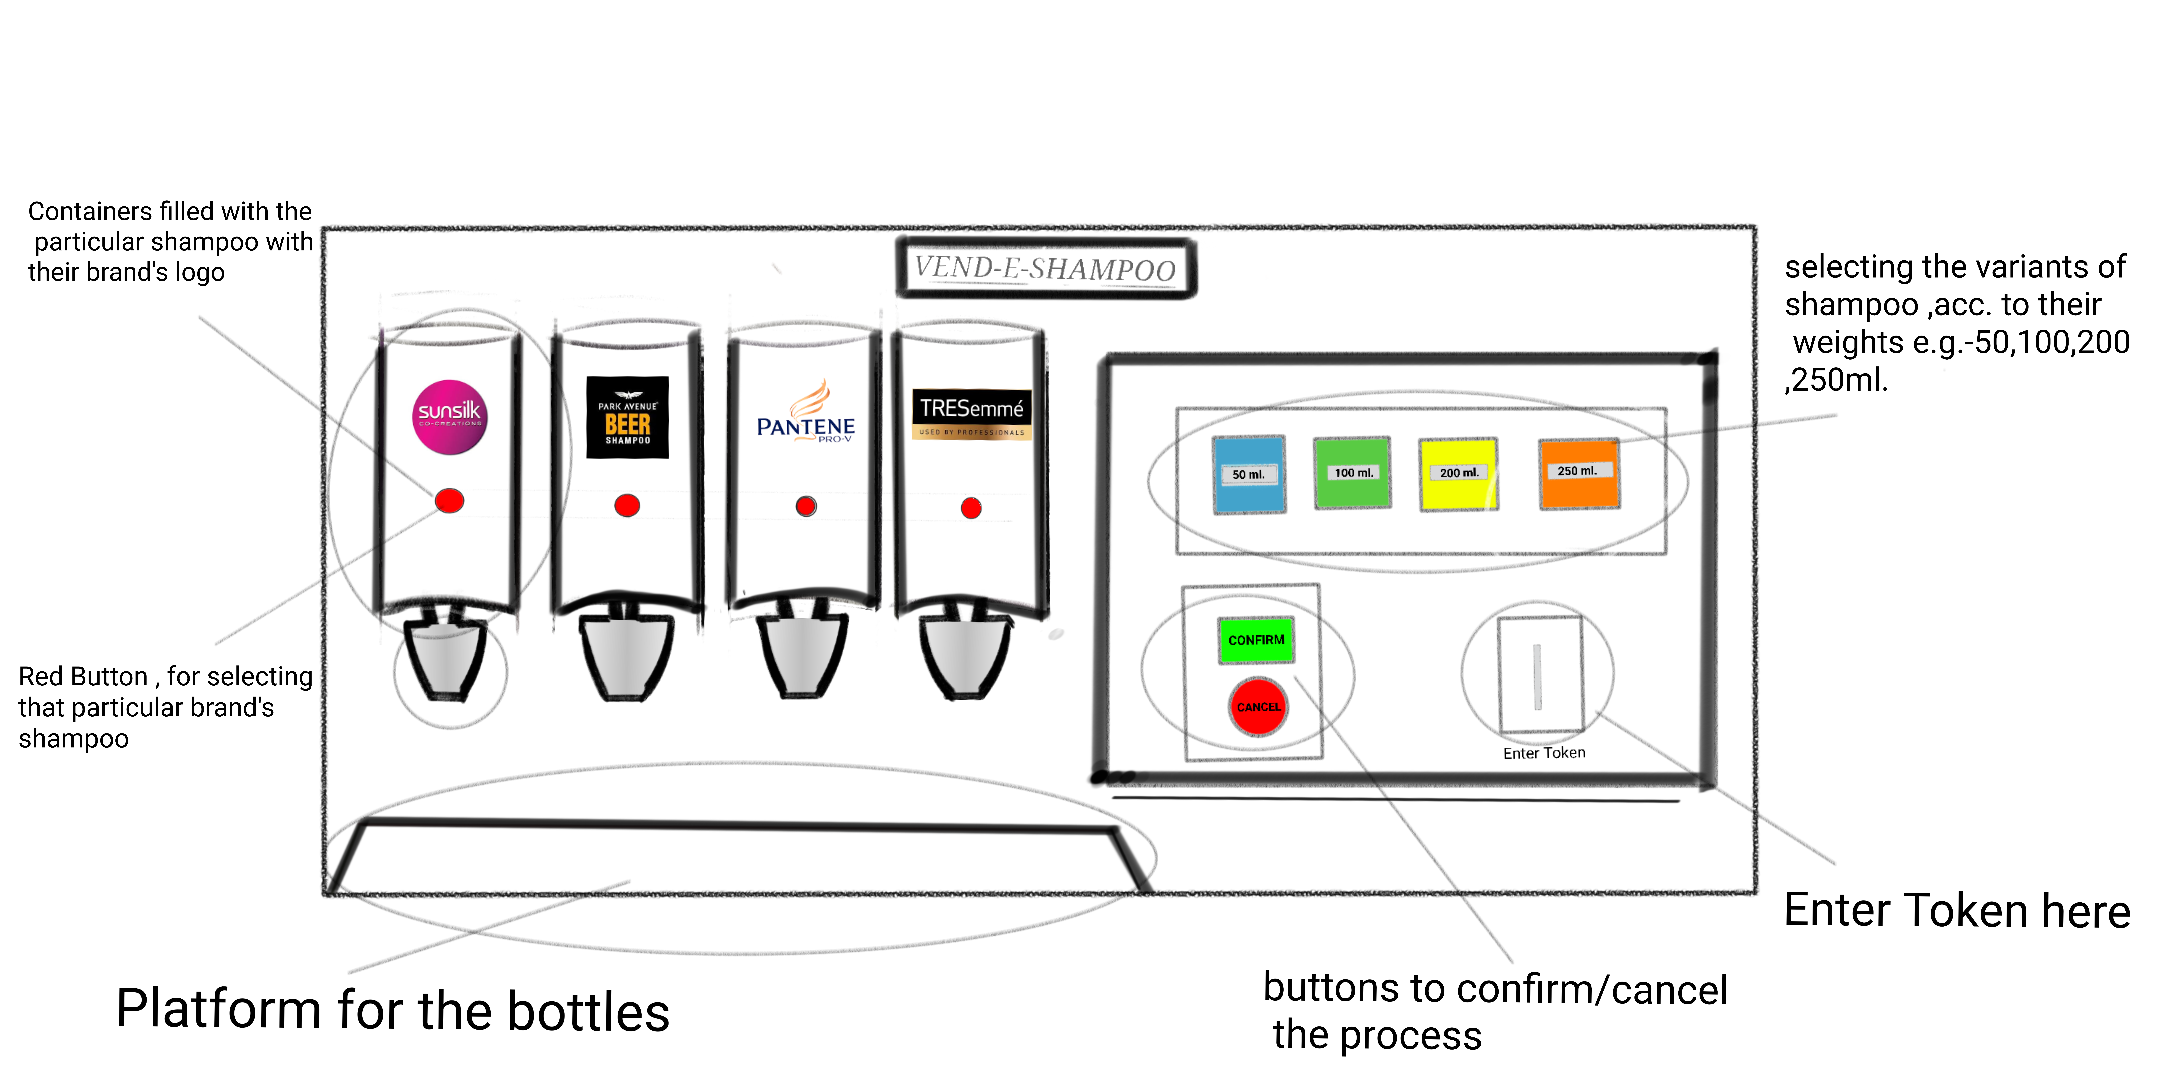 Containers filled with the
particular shampoo with
their brand's logo
VEND-E-SHAMPOO
selecting the variants of
shampoo ,acc. to their
weights e.g.-50,100,200
,250ml.
sunsilk
CO-CREATIONS
PARK AVENUE
BEER
SHAMPOO
PANTENE
PRO-V
TRESemmé
USED BY PROFESSIONALS
50 ml.
100 ml.
200 ml.
250 ml.
Red Button , for selecting
that particular brand's
shampoo
CONFIRM
CANCEL
Enter Token
Enter Token here
Platform for the bottles
buttons to confirm/cancel
the process